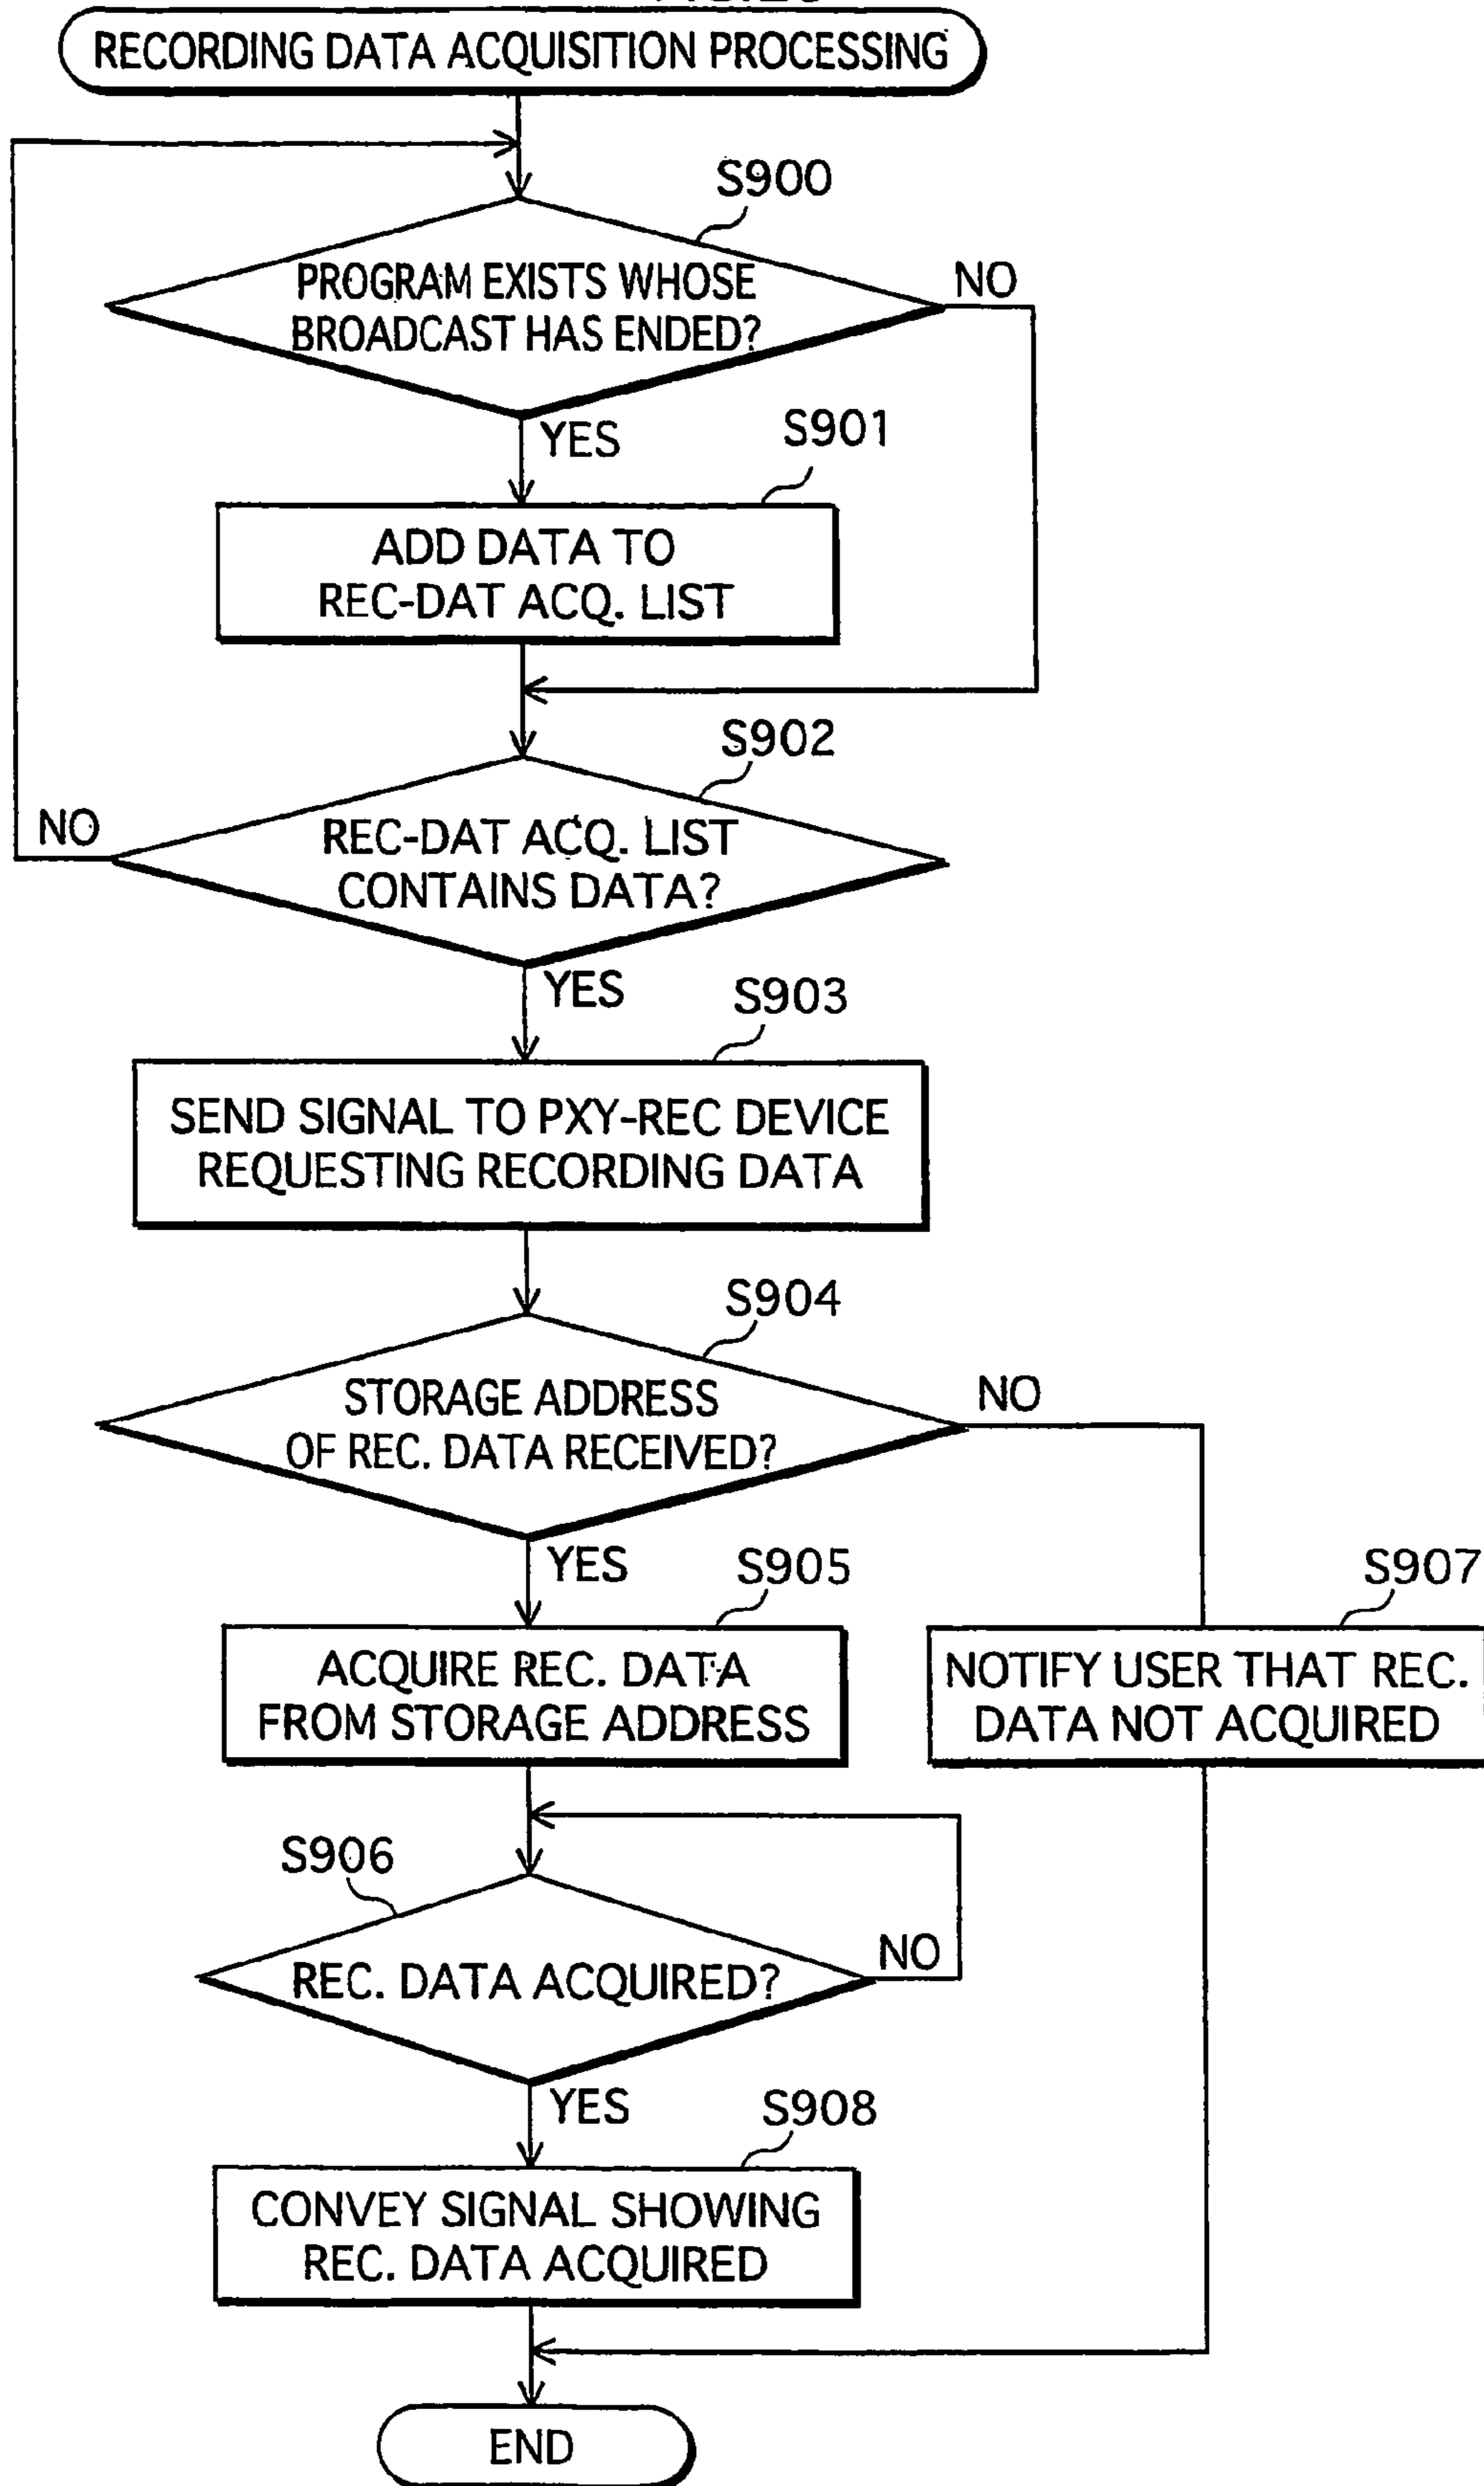 RECORDING DATA ACQUISITION PROCESSING
S900
PROGRAM EXISTS WHOSE
BROADCAST HAS ENDED?
NO
YES
S901
ADD DATA TO
REC-DAT ACQ. LIST
S902
NO
REC-DAT ACQ. LIST
CONTAINS DATA?
YES
S903
SEND SIGNAL TO PXY-REC DEVICE
REQUESTING RECORDING DATA
S904
STORAGE ADDRESS
OF REC. DATA RECEIVED?
NO
YES
S905
S907
ACQUIRE REC. DATA
FROM STORAGE ADDRESS
NOTIFY USER THAT REC.
DATA NOT ACQUIRED
S906
REC. DATA ACQUIRED?
NO
YES
S908
CONVEY SIGNAL SHOWING
REC. DATA ACQUIRED
END